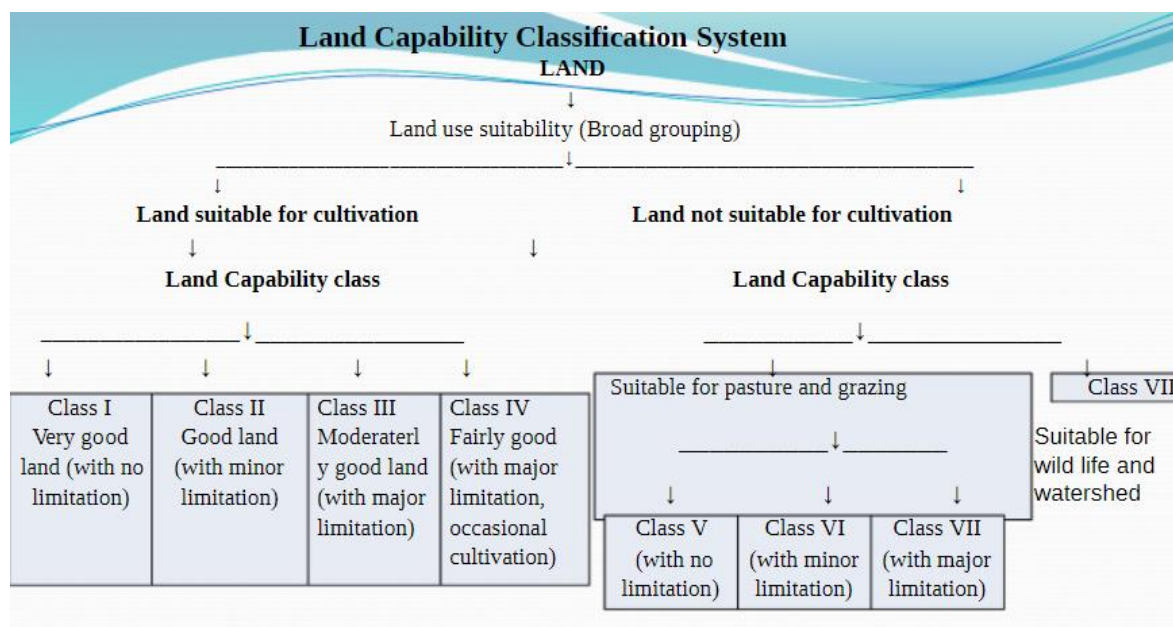 Land Capability Classification System
LAND
↓
Land use suitability (Broad grouping)
↓
↓ ↓
Land suitable for cultivation Land not suitable for cultivation
↓ ↓
Land Capability class Land Capability class
↓ ↓
↓ ↓ ↓ ↓ ↓ ↓
Class I
Very good
land (with no
limitation)
Class II
Good land
(with minor
limitation)
Class III
Moderaterl
y good land
(with major
limitation)
Class IV
Fairly good
(with major
limitation,
occasional
cultivation)
Suitable for pasture and grazing
↓
↓ ↓ ↓
Class V
(with no
limitation)
Class VI
(with minor
limitation)
Class VII
(with major
limitation)
Class VII
Suitable for
wild life and
watershed